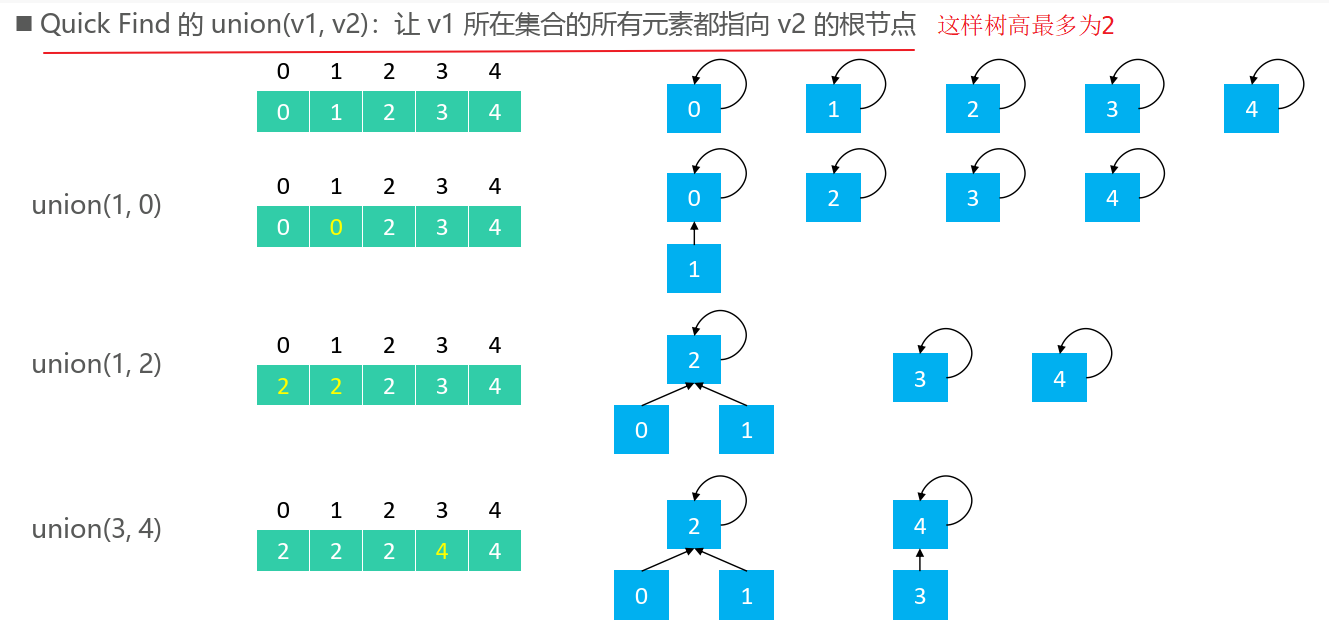 ■ Quick Find 的 union(v1, v2)：让 v1 所在集合的所有元素都指向 v2 的根节点 这样树高最多为2
0 1 2 3 4
0 1 2 3 4
0 1 2 3 4
union(1, 0)
0 1 2 3 4
0 0 2 3 4
0 2 3 4
1
union(1, 2)
0 1 2 3 4
2 2 2 3 4
2 3 4
0 1
union(3, 4)
0 1 2 3 4
2 2 2 4 4
2 4
0 1 3